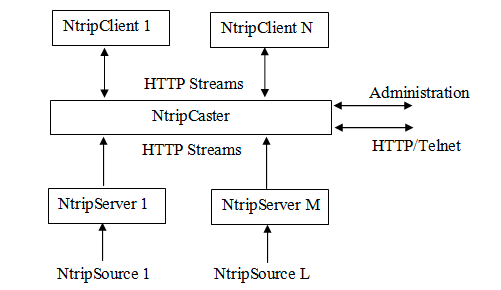 NtripClient 1
NtripClient N
HTTP Streams
Administration
NtripCaster
HTTP/Telnet
HTTP Streams
NtripServer 1
NtripServer M
NtripSource 1
NtripSource L